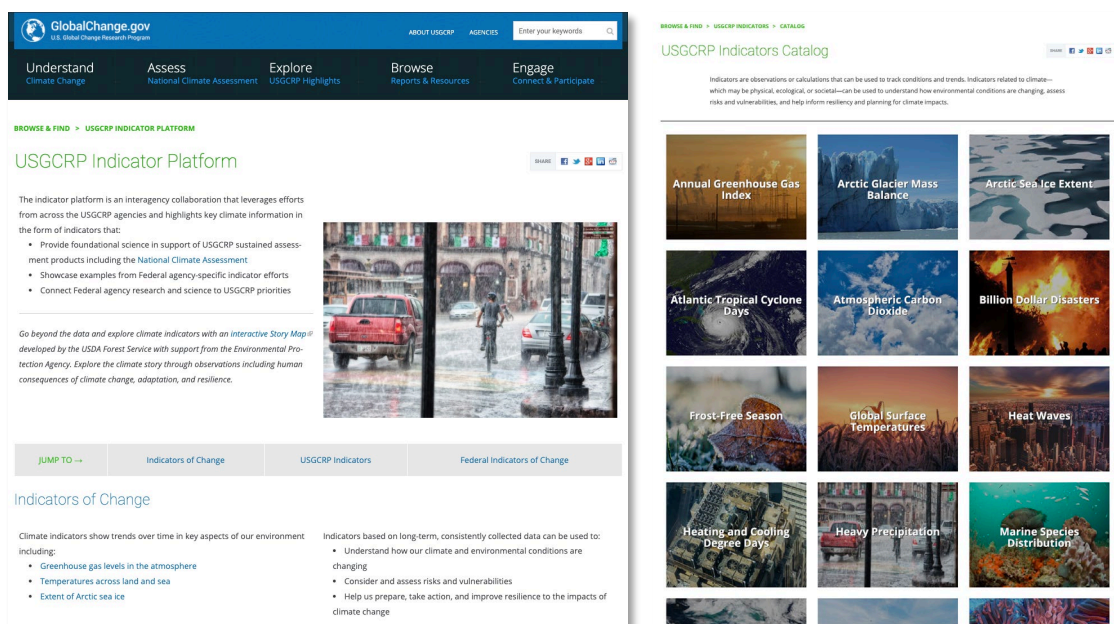 GlobalChange.gov
U.S. Global Change Research Program
ABOUT USGCRP
AGENCIES
Enter your keywords
Understand
Climate Change
Assess
National Climate Assessment
Explore
USGCRP Highlights
Browse
Reports & Resources
Engage
Connect & Participate
BROWSE & FIND > USGCRP INDICATOR PLATFORM
USGCRP Indicator Platform
SHARE
The indicator platform is an interagency collaboration that leverages efforts
from across the USGCRP agencies and highlights key climate information in
the form of indicators that:
• Provide foundational science in support of USGCRP sustained assess-
ment products including the National Climate Assessment
• Showcase examples from Federal agency-specific indicator efforts
• Connect Federal agency research and science to USGCRP priorities
Go beyond the data and explore climate indicators with an interactive Story Map
developed by the USDA Forest Service with support from the Environmental Pro-
tection Agency. Explore the climate story through observations including human
consequences of climate change, adaptation, and resilience.
JUMP TO →
Indicators of Change
USGCRP Indicators
Federal Indicators of Change
Indicators of Change
Climate indicators show trends over time in key aspects of our environment
including:
• Greenhouse gas levels in the atmosphere
• Temperatures across land and sea
• Extent of Arctic sea ice
Indicators based on long-term, consistently collected data can be used to:
• Understand how our climate and environmental conditions are
changing
• Consider and assess risks and vulnerabilities
• Help us prepare, take action, and improve resilience to the impacts of
climate change
BROWSE & FIND > USGCRP INDICATORS > CATALOG
USGCRP Indicators Catalog
SHARE
Indicators are observations or calculations that can be used to track conditions and trends. Indicators related to climate—
which may be physical, ecological, or societal—can be used to understand how environmental conditions are changing, assess
risks and vulnerabilities, and help inform resiliency and planning for climate impacts.
Annual Greenhouse Gas
Index
Arctic Glacier Mass
Balance
Arctic Sea Ice Extent
Atlantic Tropical Cyclone
Days
Atmospheric Carbon
Dioxide
Billion Dollar Disasters
Frost-Free Season
Global Surface
Temperatures
Heat Waves
Heating and Cooling
Degree Days
Heavy Precipitation
Marine Species
Distribution